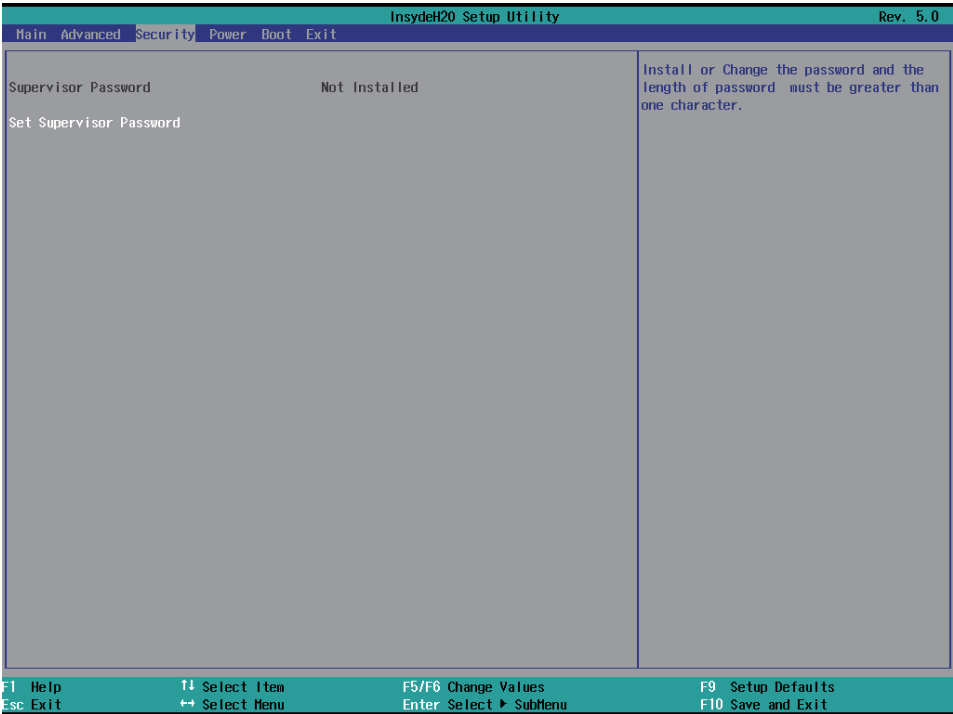 InsydeH20 Setup Utility Rev. 5.0
Main Advanced Security Power Boot Exit
Supervisor Password Not Installed
Set Supervisor Password
Install or Change the password and the
length of password must be greater than
one character.
F1 Help ↑↓ Select Item F5/F6 Change Values F9 Setup Defaults
Esc Exit ↔ Select Menu Enter Select ▶ SubMenu F10 Save and Exit